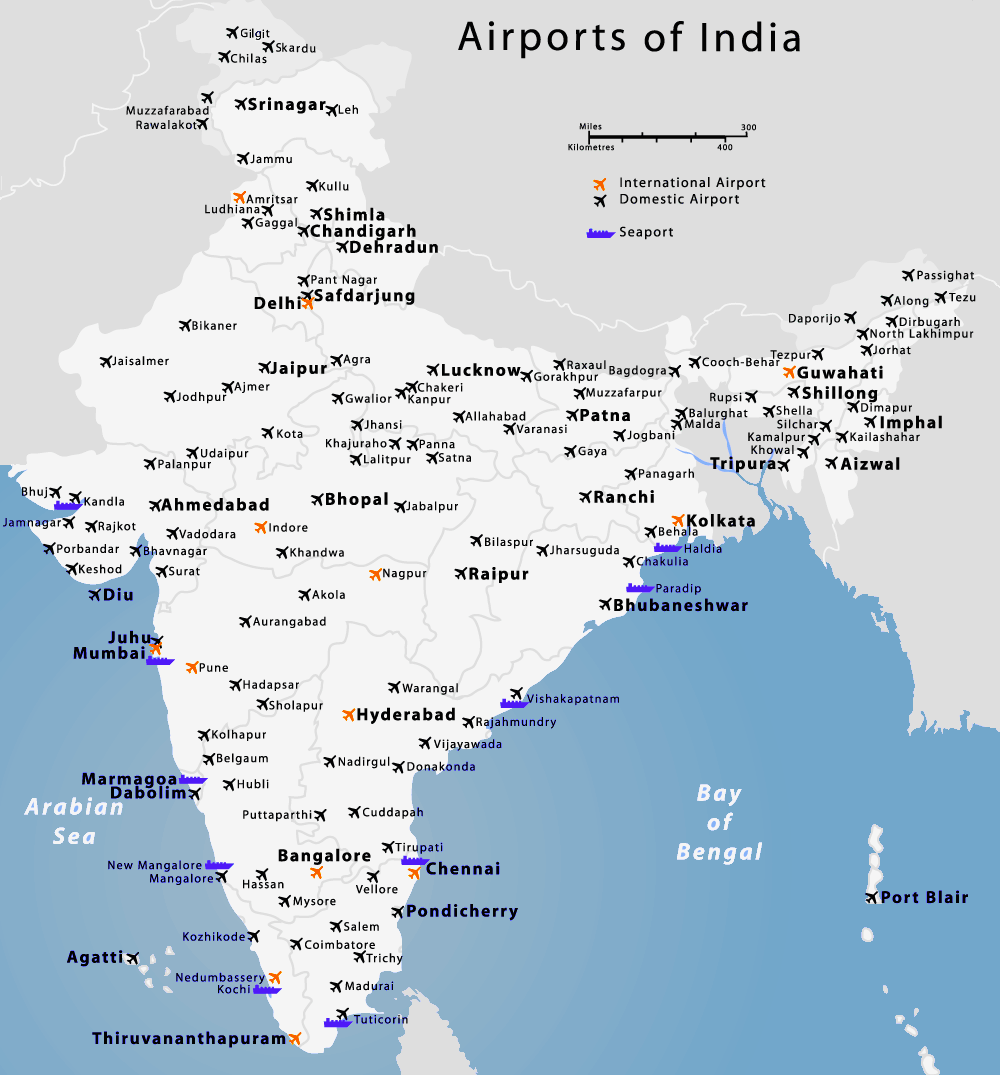 Airports of India
Gilgit
Skardu
Chilas
Muzzafarabad
Srinagar
Leh
Rawalakot
Miles
300
Kilometres
400
Jammu
International Airport
Domestic Airport
Seaport
Kullu
Amritsar
Ludhiana
Shimla
Gaggal
Chandigarh
Dehradun
Pant Nagar
Safdarjung
Delhi
Passighat
Along
Tezu
Daporijo
Dirbugarh
North Lakhimpur
Bikaner
Jorhat
Tezpur
Jaisalmer
Agra
Jaipur
Lucknow
Raxaul
Gorakhpur
Bagdogra
Cooch-Behar
Guwahati
Ajmer
Jodhpur
Chakeri
Kanpur
Gwalior
Muzzafarpur
Rupsi
Shillong
Dimapur
Allahabad
Patna
Balurghat
Malda
Shella
Silchar
Imphal
Jhansi
Varanasi
Kota
Jogbani
Kamalpur
Kailashahar
Khajuraho
Panna
Khowal
Udaipur
Lalitpur
Satna
Gaya
Palanpur
Tripura
Aizwal
Panagarh
Bhuj
Kandla
Ahmedabad
Bhopal
Jabalpur
Ranchi
Jamnagar
Rajkot
Indore
Kolkata
Vadodara
Behala
Porbandar
Bhavnagar
Khandwa
Bilaspur
Jharsuguda
Haldia
Chakulia
Keshod
Surat
Nagpur
Raipur
Paradip
Diu
Akola
Bhubaneshwar
Aurangabad
Juhu
Mumbai
Pune
Hadapsar
Warangal
Vishakapatnam
Sholapur
Hyderabad
Rajahmundry
Kolhapur
Vijayawada
Belgaum
Nadirgul
Donakonda
Marmagoa
Hubli
Dabolim
Arabian
Sea
Bay
of
Bengal
Puttaparthi
Cuddapah
Tirupati
Bangalore
New Mangalore
Chennai
Mangalore
Hassan
Vellore
Mysore
Port Blair
Pondicherry
Salem
Kozhikode
Coimbatore
Agatti
Trichy
Nedumbassery
Kochi
Madurai
Tuticorin
Thiruvananthapuram